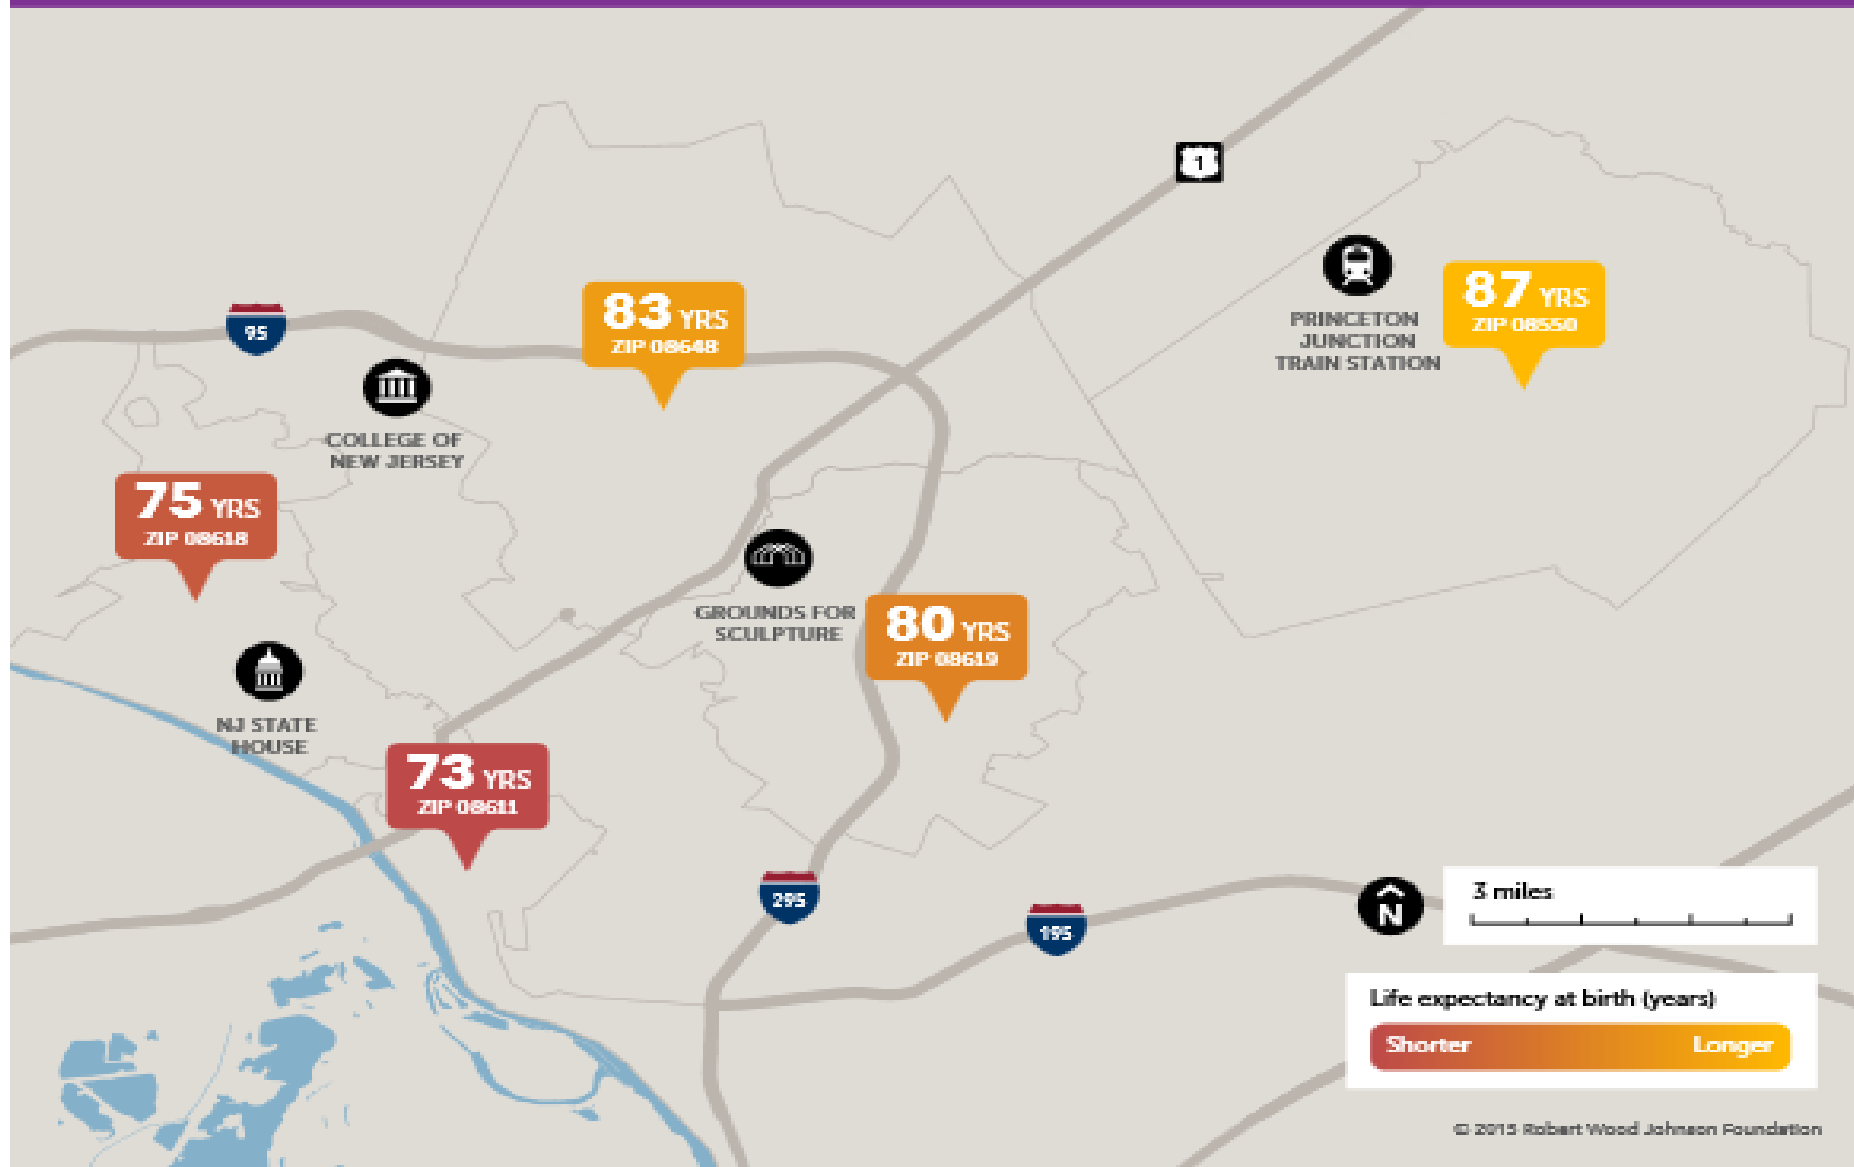 1
PRINCETON
JUNCTION
TRAIN STATION
87 YRS
ZIP 08550
95
83 YRS
ZIP 08648
COLLEGE OF
NEW JERSEY
75 YRS
ZIP 08618
GROUNDS FOR
SCULPTURE
80 YRS
ZIP 08619
NJ STATE
HOUSE
73 YRS
ZIP 08611
295
195
N
3 miles
Life expectancy at birth (years)
Shorter
Longer
© 2015 Robert Wood Johnson Foundation